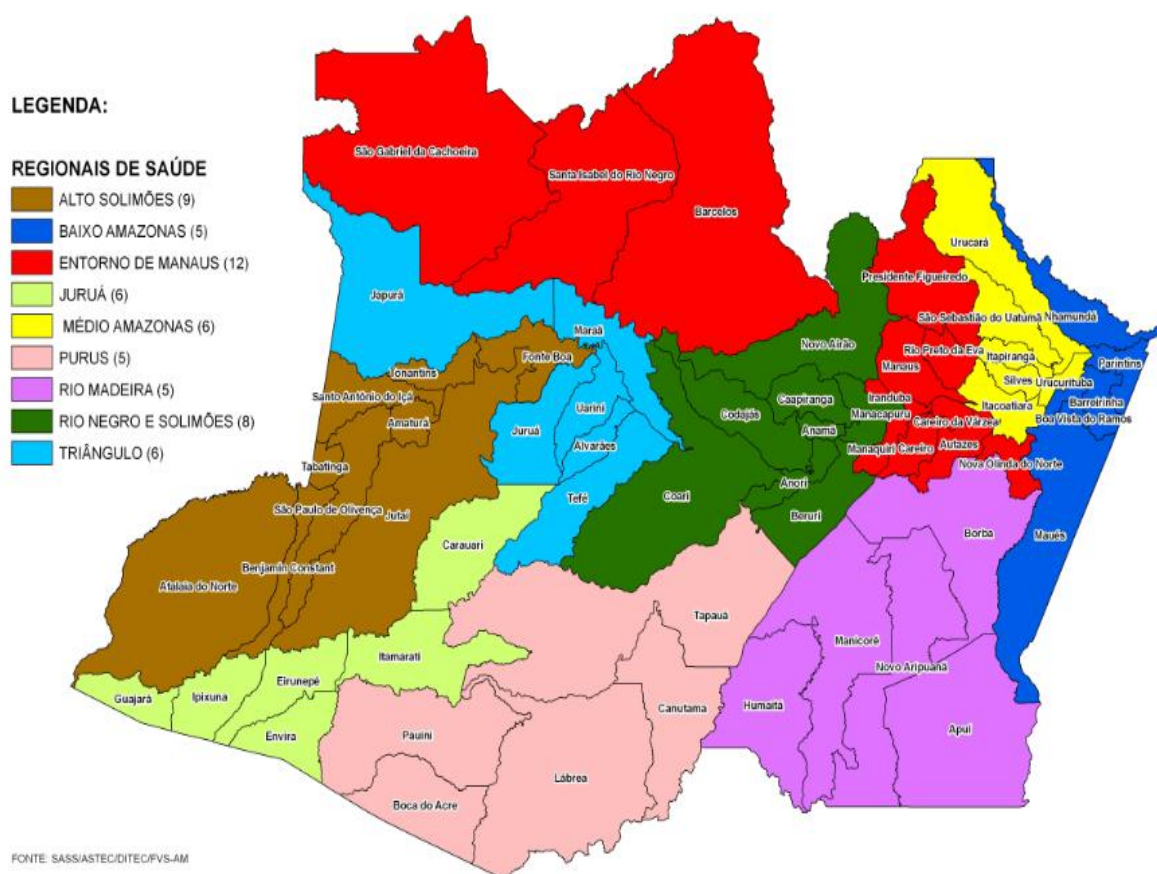 LEGENDA:
REGIONAIS DE SAÚDE
ALTO SOLIMÕES (9)
BAIXO AMAZONAS (5)
ENTORNO DE MANAUS (12)
JURUÁ (6)
MÉDIO AMAZONAS (6)
PURUS (5)
RIO MADEIRA (5)
RIO NEGRO E SOLIMÕES (8)
TRIÂNGULO (6)
São Gabriel da Cachoeira
Santa Isabel do Rio Negro
Barcelos
Urucará
Japurá
Presidente Figueiredo
Maraã
São Sebastião do Uatumã
Nhamundá
Novo Airão
Fonte Boa
Rio Preto da Eva
Itapiranga
Parintins
Tonantins
Manaus
Silves
Urucurituba
Santo Antônio do Içá
Uarini
Caapiranga
Iranduba
Itacoatiara
Barreirinha
Amaturá
Codajás
Manacapuru
Careiro da Várzea
Boa Vista do Ramos
Juruá
Alvarães
Anamã
Manaquiri
Careiro
Autazes
Tabatinga
Nova Olinda do Norte
São Paulo de Olivença
Jutaí
Tefé
Coari
Anori
Beruri
Borba
Maués
Carauari
Benjamin Constant
Atalaia do Norte
Tapauá
Manicoré
Itamarati
Novo Aripuanã
Eirunepé
Guajará
Ipixuna
Humaitá
Canutama
Envira
Pauini
Apuí
Lábrea
Boca do Acre
FONTE: SASS/ASTEC/DITEC/FVS-AM